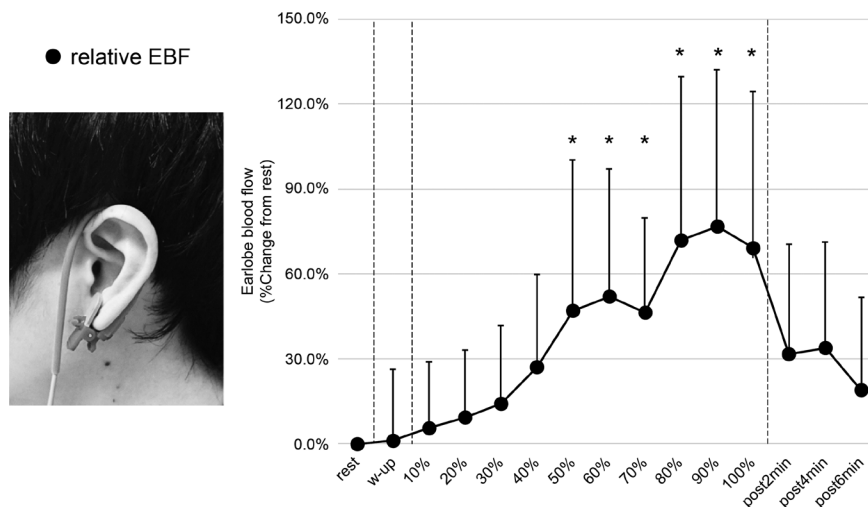 relative EBF
Earlobe blood flow
(%Change from rest)
150.0%
120.0%
90.0%
60.0%
30.0%
0.0%
* * * * * *
rest
w-up
10%
20%
30%
40%
50%
60%
70%
80%
90%
100%
post2min
post4min
post6min